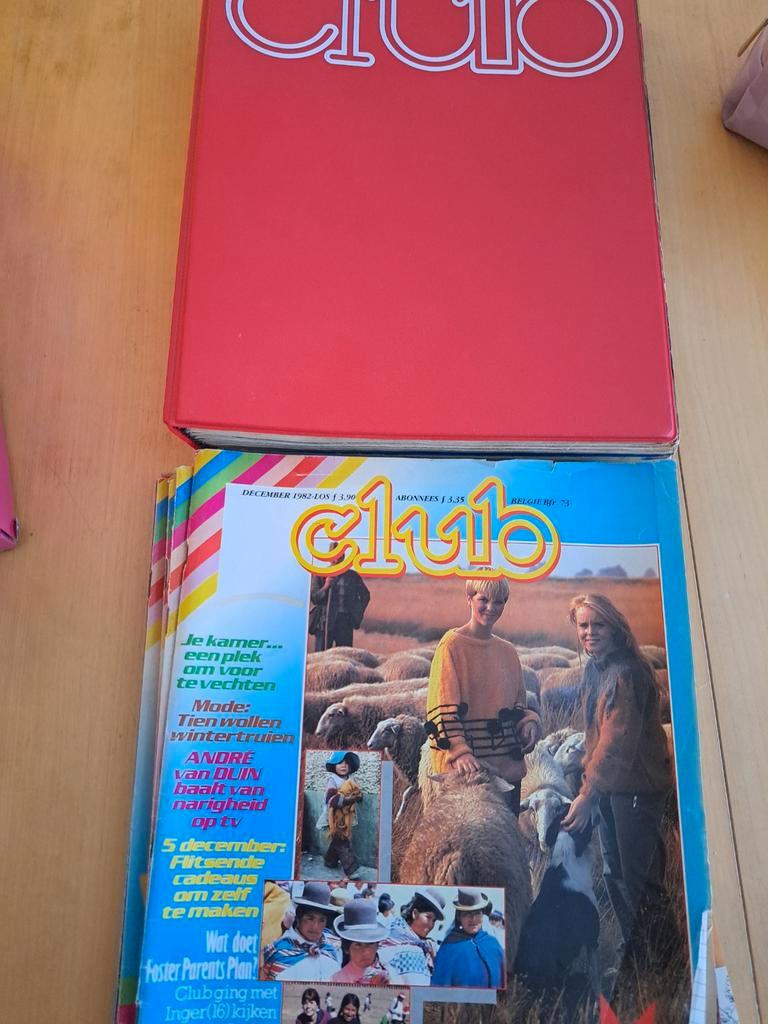 club
DECEMBER 1982-LOS ƒ 3.90 ABONNEES ƒ 3.35 BELGIE Bfr. 73
club
Je kamer...
een plek
om voor
te vechten
Mode:
Tien wollen
wintertruien
ANDRÉ
van DUIN
baalt van
narigheid
op tv
5 december:
Flitsende
cadeaus
om zelf
te maken
Wat doet
Foster Parents Plan?
Club ging met
Inger (16) kijken